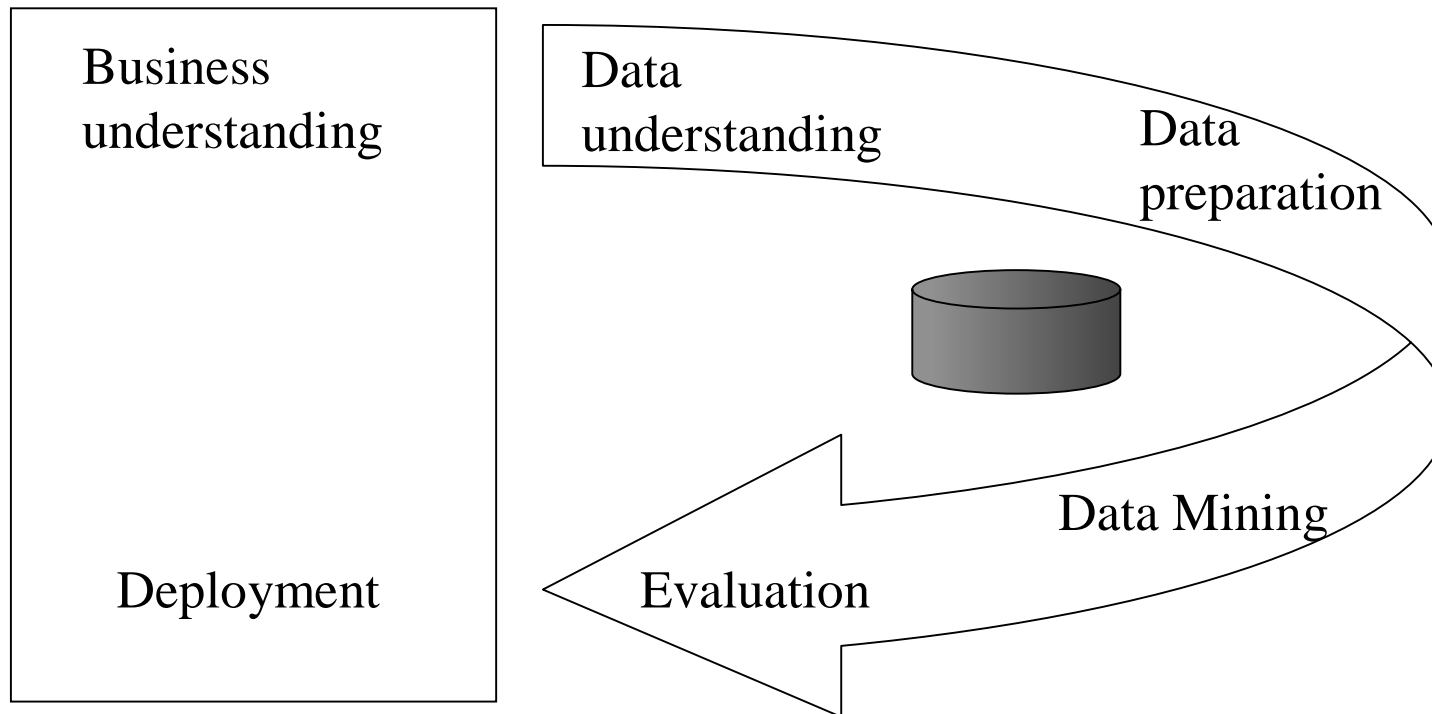 Business
understanding
Data
understanding
Data
preparation
Data Mining
Evaluation
Deployment